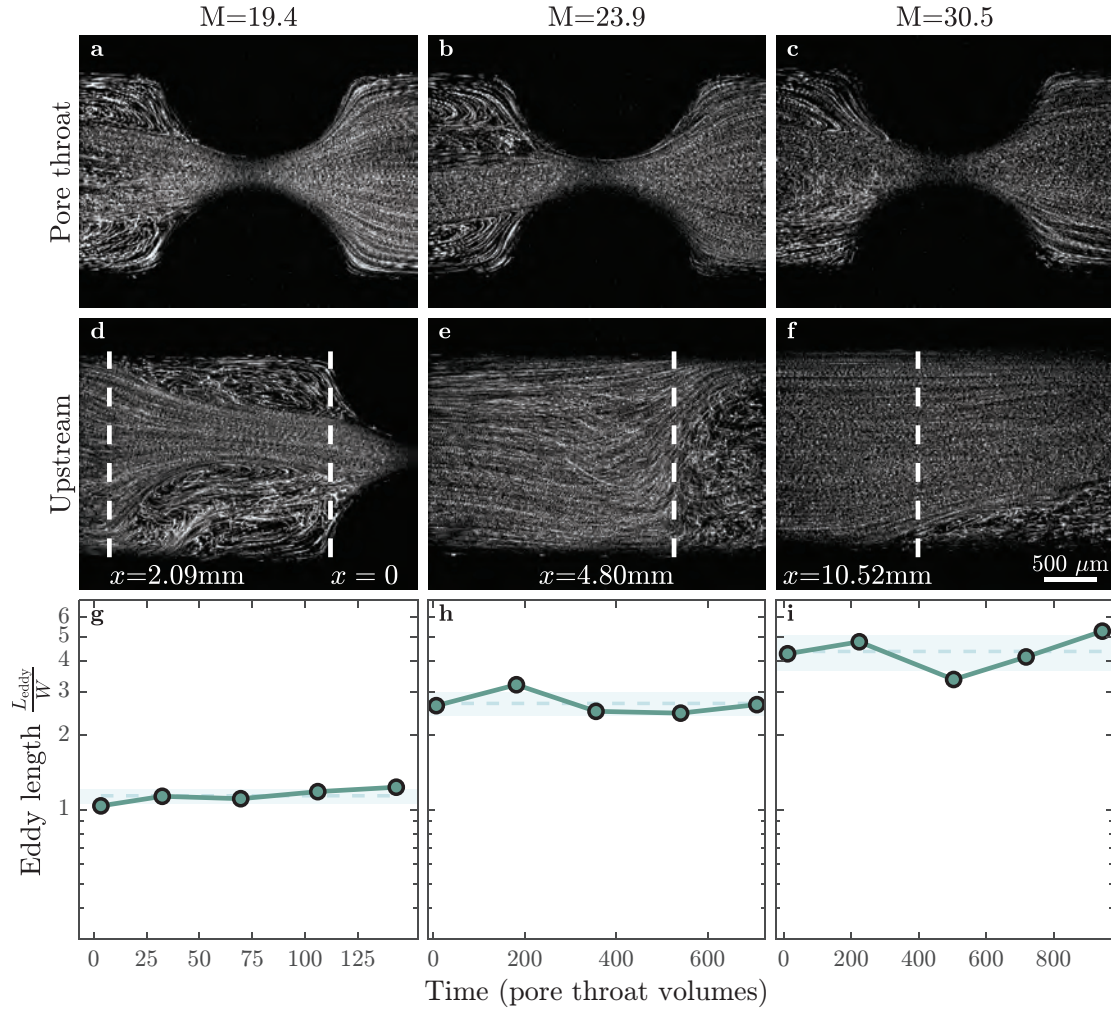 M=19.4 M=23.9 M=30.5
Pore throat
a b c
Upstream
d e f
x=2.09mm x = 0 x=4.80mm x=10.52mm
500 μm
Eddy length L_eddy/W
g h i
6 5 4 3 2 1
0 25 50 75 100 125 0 200 400 600 0 200 400 600 800
Time (pore throat volumes)